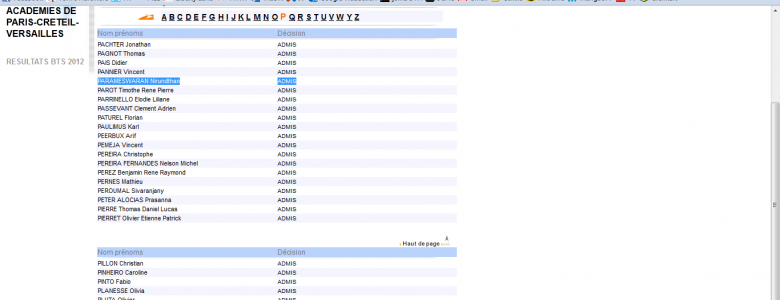 ACADEMIES DE
PARIS-CRETEIL-
VERSAILLES
RESULTATS BTS 2012
A B C D E F G H I J K L M N O P Q R S T U V W Y Z
Nom prénoms Décision
PACHTER Jonathan ADMIS
PAGNOT Thomas ADMIS
PAIS Didier ADMIS
PANNIER Vincent ADMIS
PARAMESWARAN Nirundthan ADMIS
PAROT Timothe Rene Pierre ADMIS
PARRINELLO Elodie Liliane ADMIS
PASSEVANT Clement Adrien ADMIS
PATUREL Florian ADMIS
PAULIMUS Karl ADMIS
PEERBUX Arif ADMIS
PEMEJA Vincent ADMIS
PEREIRA Christophe ADMIS
PEREIRA FERNANDES Nelson Michel ADMIS
PEREZ Benjamin Rene Raymond ADMIS
PERNES Mathieu ADMIS
PEROUMAL Sivaranjany ADMIS
PETER ALOCIAS Prasanna ADMIS
PIERRE Thomas Daniel Lucas ADMIS
PIERRET Olivier Etienne Patrick ADMIS
Haut de page
Nom prénoms Décision
PILLON Christian ADMIS
PINHEIRO Caroline ADMIS
PINTO Fabio ADMIS
PLANESSE Olivia ADMIS